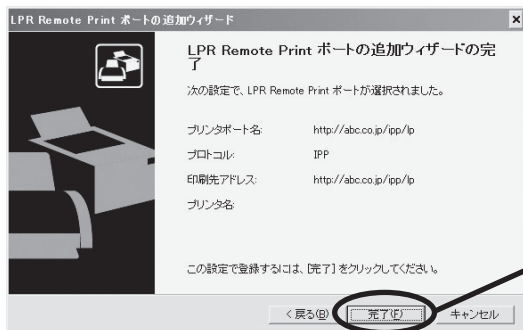 LPR Remote Print ポートの追加ウィザード
LPR Remote Print ポートの追加ウィザードの完
了
次の設定で、LPR Remote Print ポートが選択されました。
プリンタポート名: http://abc.co.jp/ipp/lp
プロトコル: IPP
印刷先アドレス: http://abc.co.jp/ipp/lp
プリンタ名:
この設定で登録するには、[完了] をクリックしてください。
< 戻る(B) 完了(F) キャンセル